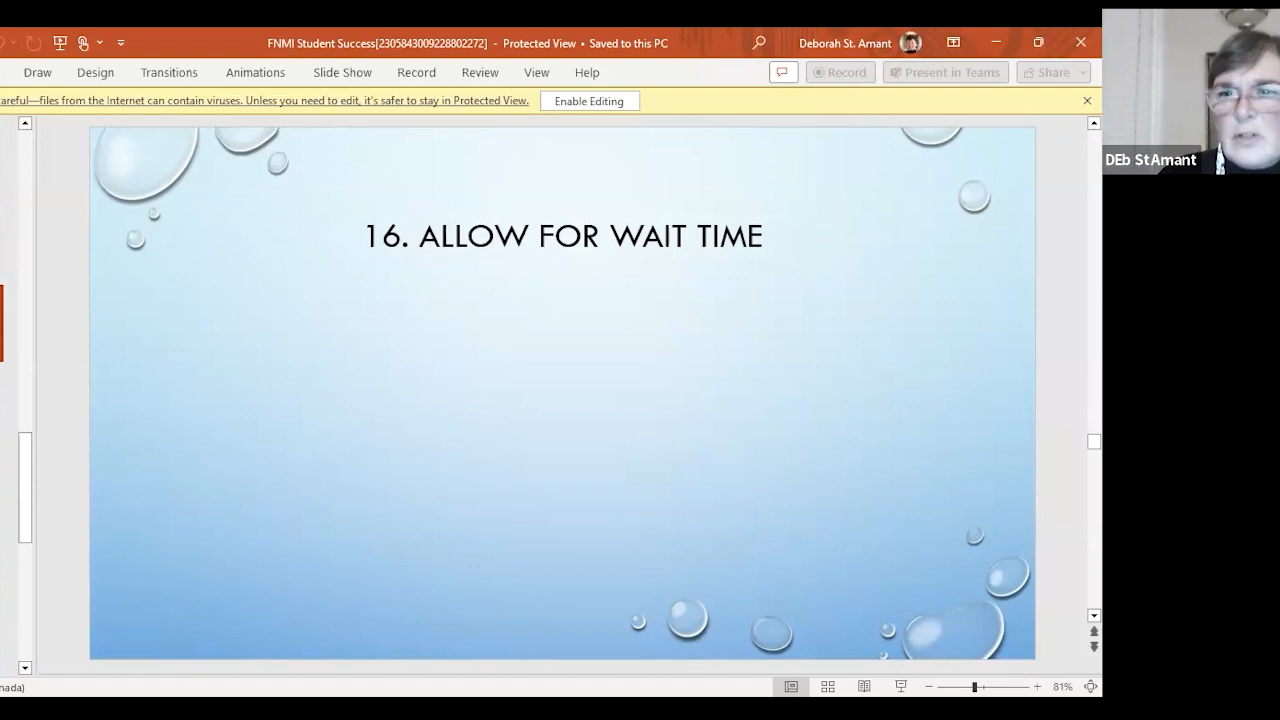 FNMI Student Success[2305843009228802272] - Protected View • Saved to this PC
Deborah St. Amant
Draw Design Transitions Animations Slide Show Record Review View Help
Record Present in Teams Share
areful—files from the Internet can contain viruses. Unless you need to edit, it's safer to stay in Protected View. Enable Editing
DEb StAmant
16. ALLOW FOR WAIT TIME
nada)
81%